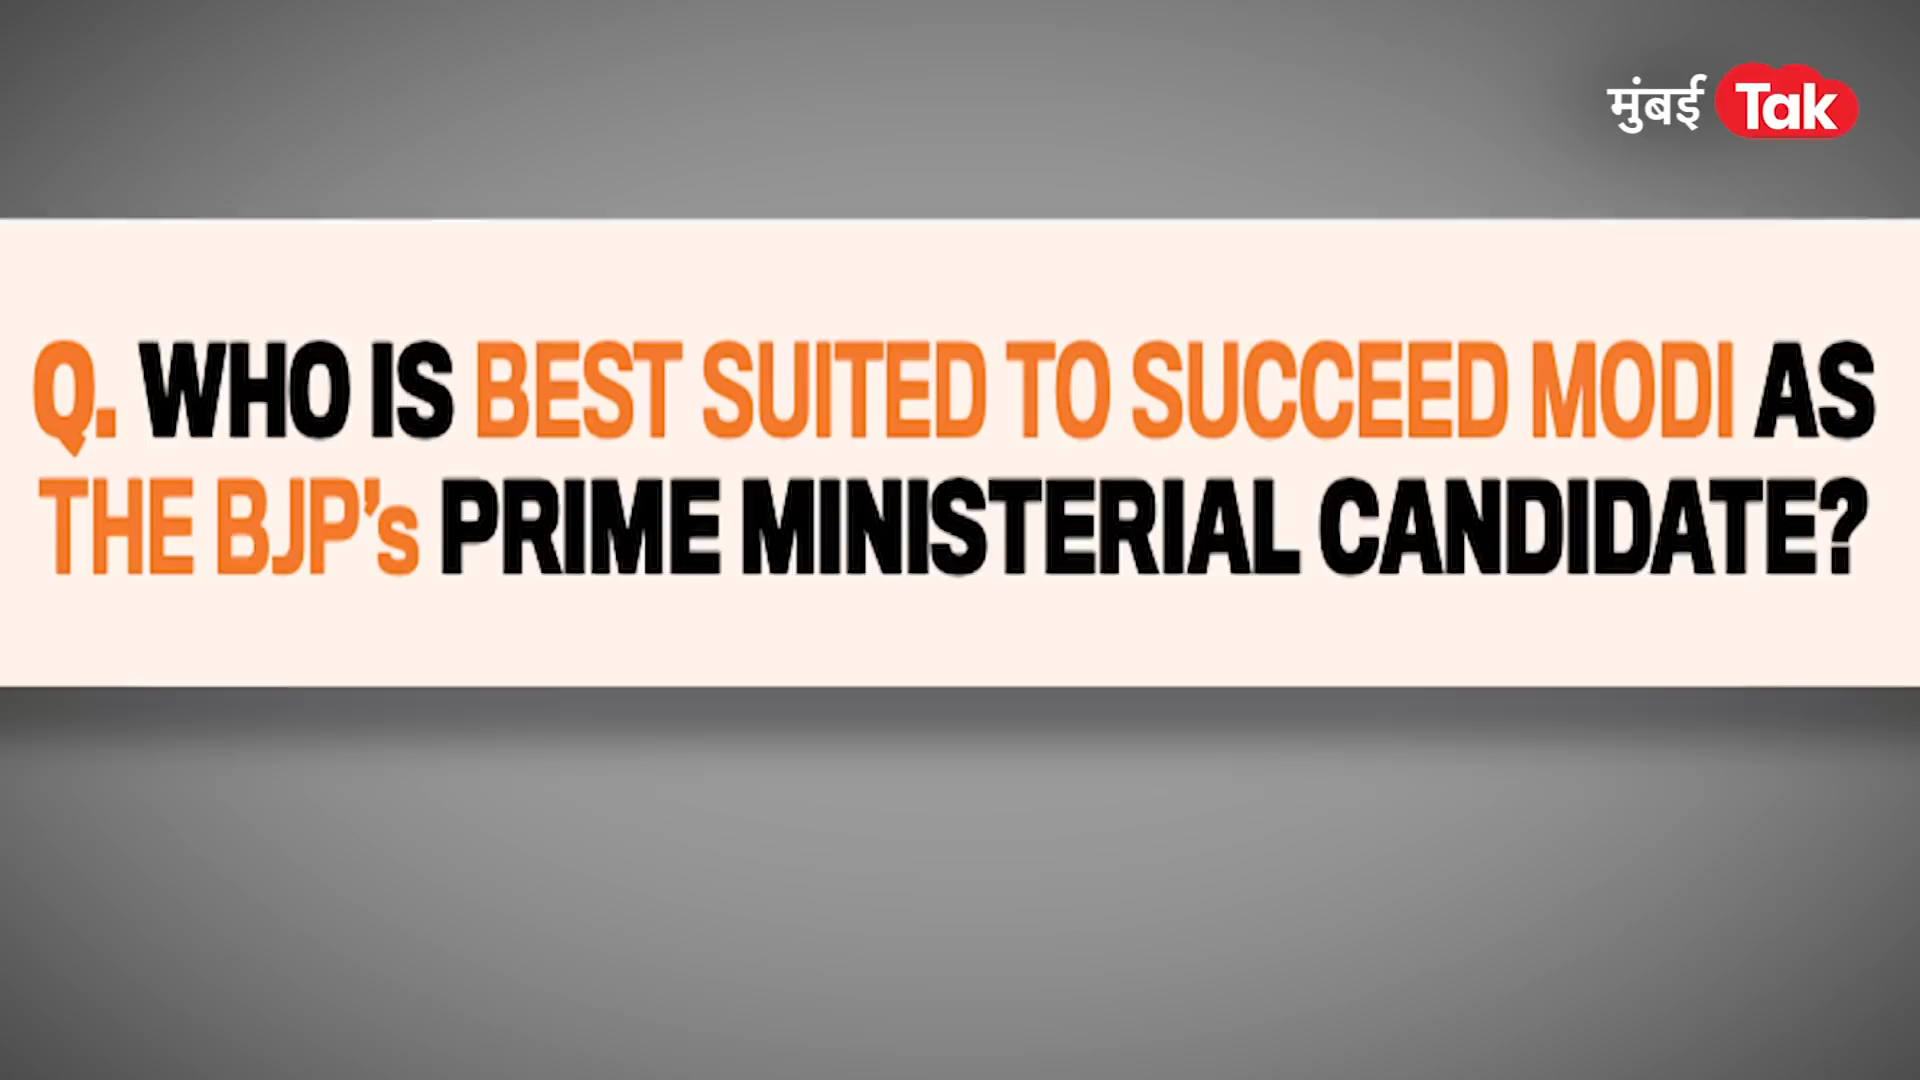 मुंबई Tak
Q. WHO IS BEST SUITED TO SUCCEED MODI AS
THE BJP's PRIME MINISTERIAL CANDIDATE?